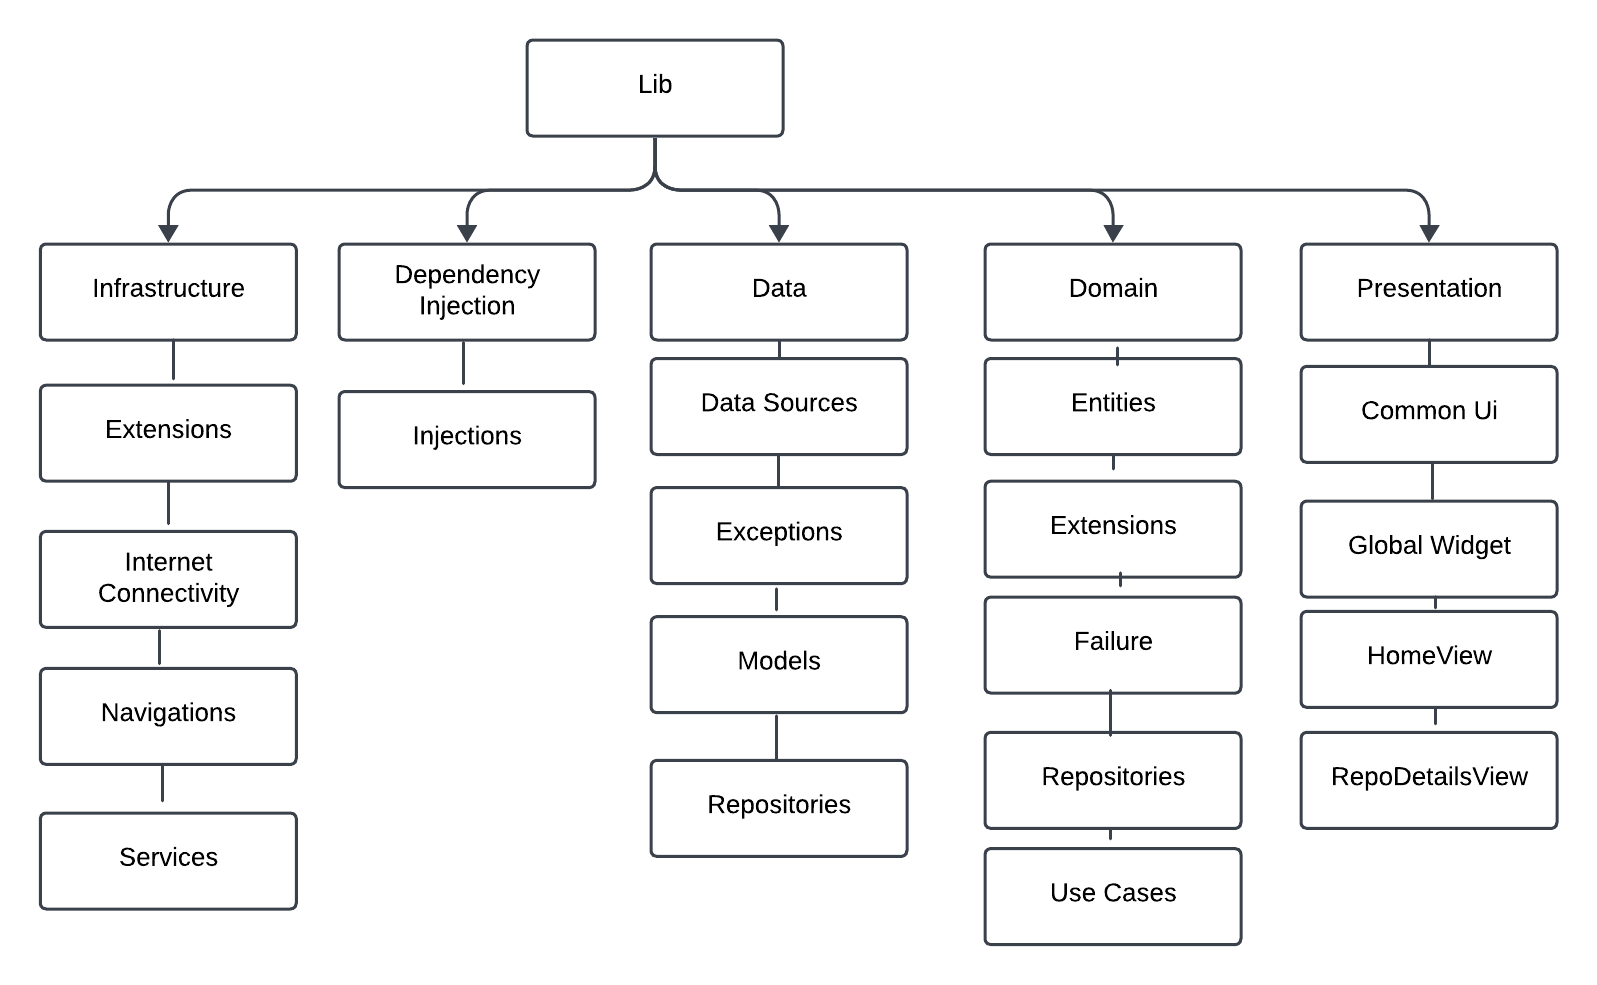 Lib
Infrastructure
Dependency
Injection
Data
Domain
Presentation
Extensions
Injections
Data Sources
Entities
Common Ui
Internet
Connectivity
Exceptions
Extensions
Global Widget
Navigations
Models
Failure
HomeView
Services
Repositories
Repositories
RepoDetailsView
Use Cases